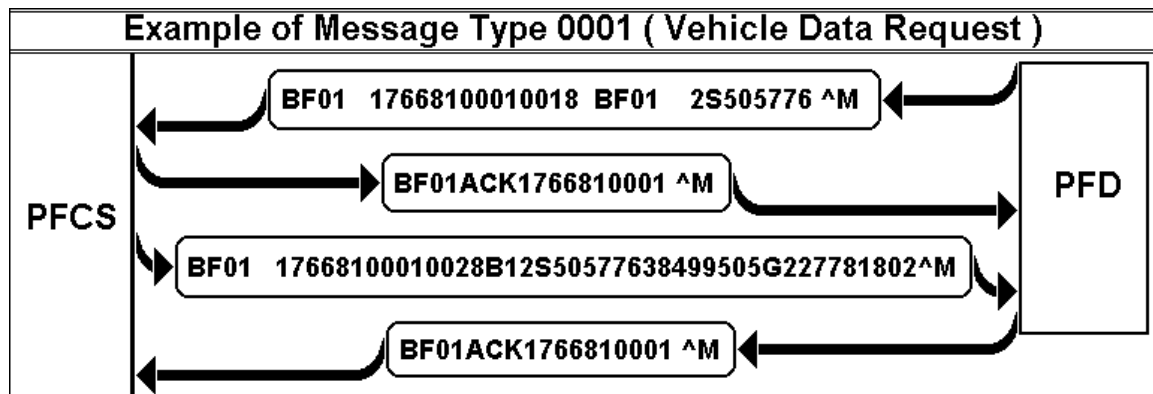 Example of Message Type 0001 ( Vehicle Data Request )
BF01   17668100010018  BF01    2S505776 ^M
BF01ACK1766810001 ^M
PFCS
PFD
BF01   17668100010028B12S50577638499505G227781802^M
BF01ACK1766810001 ^M